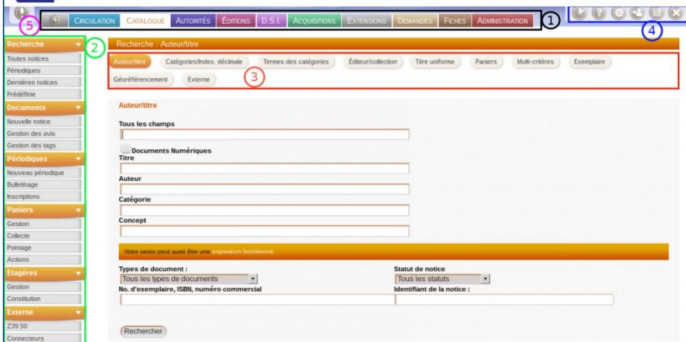 5
Circulation Catalogue Autorités Éditions D.S.I Acquisitions Extensions Demandes Fiches Administration
1
4
2
Recherche
Toutes notices
Périodiques
Dernières notices
Prédéfinie
Documents
Nouvelle notice
Gestion des avis
Gestion des tags
Périodiques
Nouveau périodique
Bulletinage
Inscriptions
Paniers
Gestion
Collecte
Pointage
Actions
Etagères
Gestion
Constitution
Externe
Z39.50
Connecteurs
Recherche : Auteur/titre
Auteur/titre Catégories/Index. décimale Termes des catégories Éditeur/collection Titre uniforme Paniers Multi-critères Exemplaire
Géoréférencement Externe
3
Auteur/titre
Tous les champs
Documents Numériques
Titre
Auteur
Catégorie
Concept
Votre saisie peut aussi être une expression booléenne
Types de document : Statut de notice
Tous les types de documents Tous les statuts
No. d'exemplaire, ISBN, numéro commercial Identifiant de la notice :
Rechercher